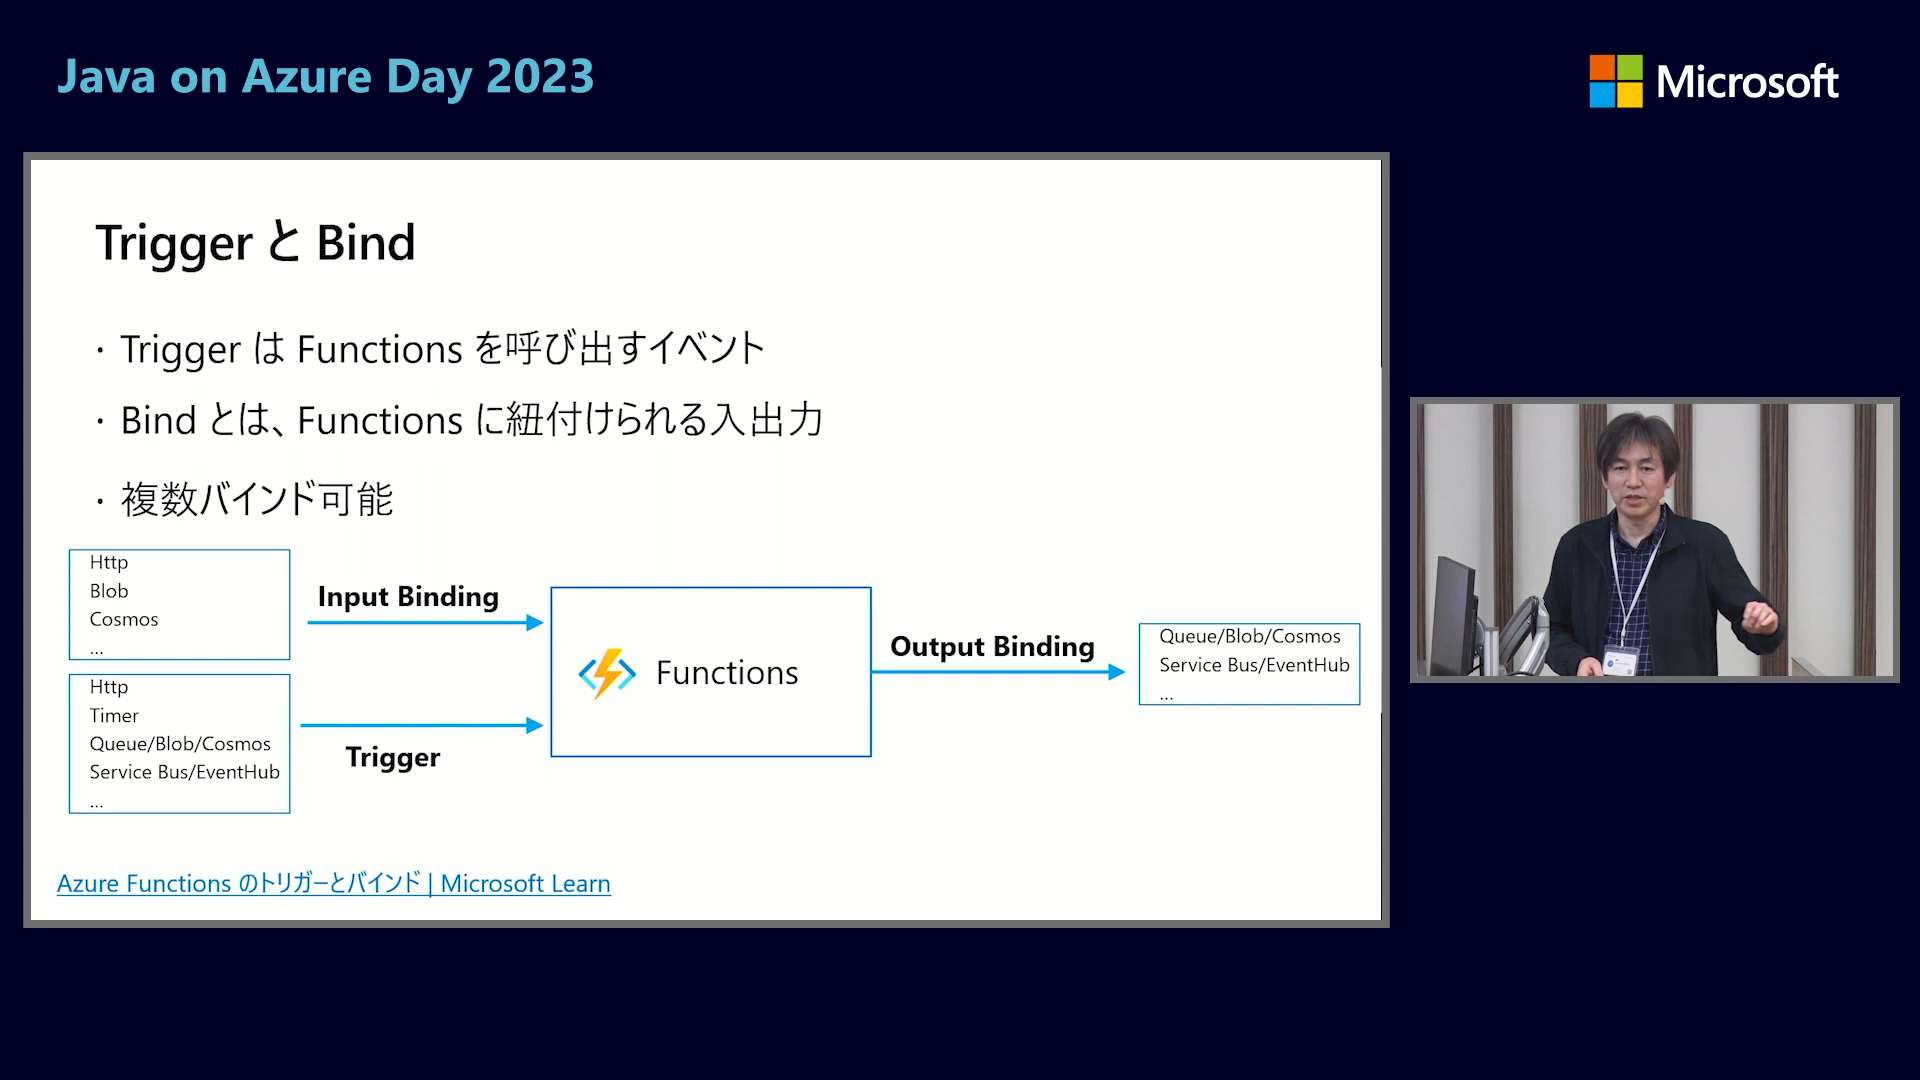 Java on Azure Day 2023
Microsoft
Trigger と Bind
・ Trigger は Functions を呼び出すイベント
・ Bind とは、Functions に紐付けられる入出力
・ 複数バインド可能
Http
Blob
Cosmos
...
Input Binding
Http
Timer
Queue/Blob/Cosmos
Service Bus/EventHub
...
Trigger
Functions
Output Binding
Queue/Blob/Cosmos
Service Bus/EventHub
...
Azure Functions のトリガーとバインド | Microsoft Learn